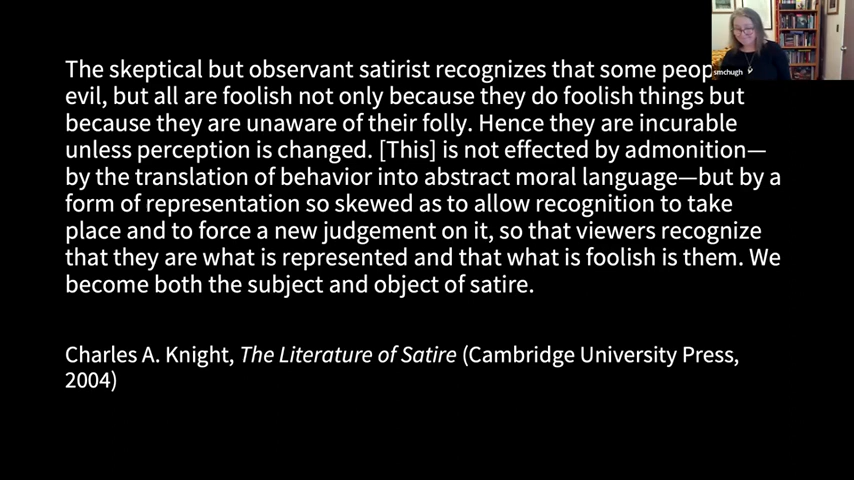 The skeptical but observant satirist recognizes that some
evil, but all are foolish not only because they do foolish things but
because they are unaware of their folly. Hence they are incurable
unless perception is changed. [This] is not effected by admonition—
by the translation of behavior into abstract moral language—but by a
form of representation so skewed as to allow recognition to take
place and to force a new judgement on it, so that viewers recognize
that they are what is represented and that what is foolish is them. We
become both the subject and object of satire.
Charles A. Knight, The Literature of Satire (Cambridge University Press,
2004)
smchugh